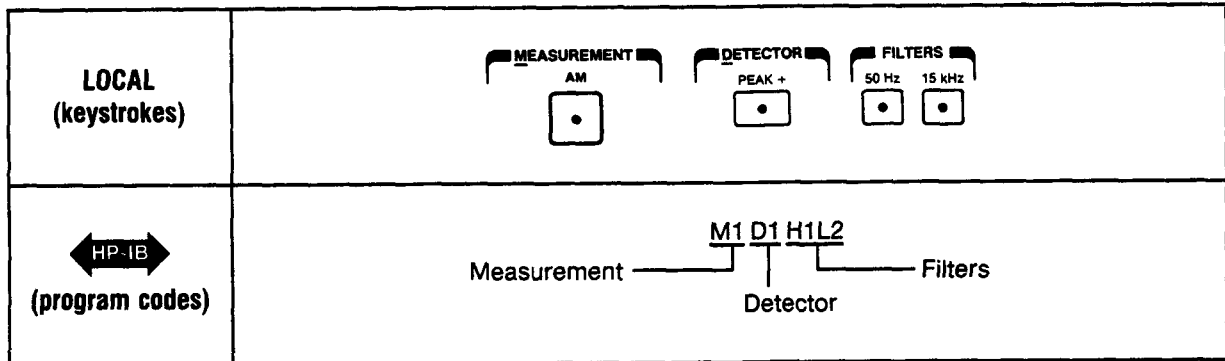 LOCAL
(keystrokes)
MEASUREMENT
AM
DETECTOR
PEAK +
FILTERS
50 Hz 15 kHz
HP-IB
(program codes)
M1 D1 H1L2
Measurement
Filters
Detector